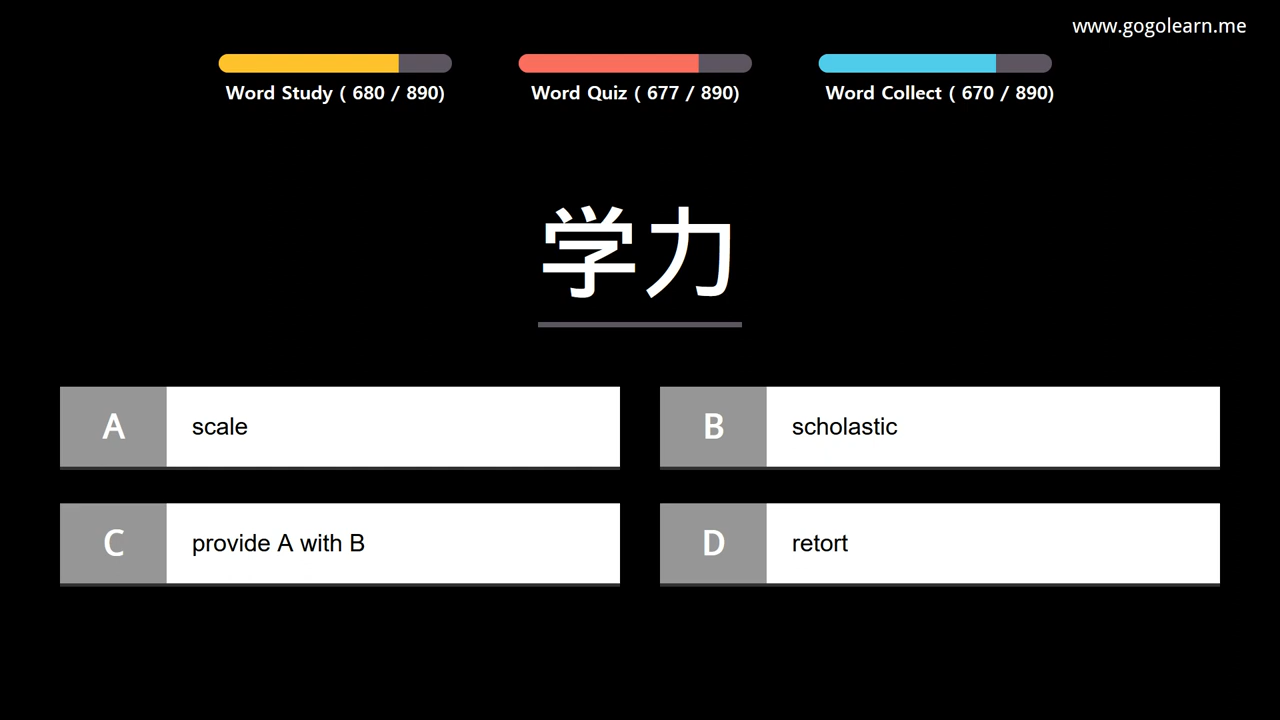 www.gogolearn.me
Word Study ( 680 / 890)
Word Quiz ( 677 / 890)
Word Collect ( 670 / 890)
学力
A scale
B scholastic
C provide A with B
D retort